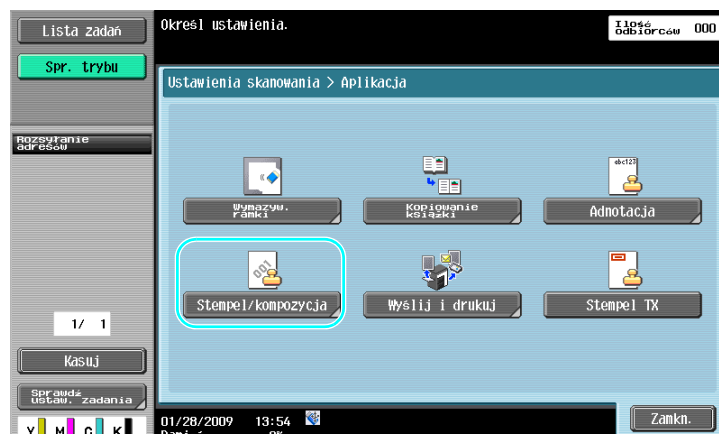 Lista zadań
Określ ustawienia.
Ilość
odbiorców
000
Spr. trybu
Ustawienia skanowania > Aplikacja
Rozsyłanie
adresów
abc123
Wymazyw.
ramki
Kopiowanie
książki
Adnotacja
001
Stempel/kompozycja
Wyślij i drukuj
Stempel TX
1/ 1
Kasuj
Sprawdź
ustaw. zadania
Zamkn.
01/28/2009 13:54
Y M C K